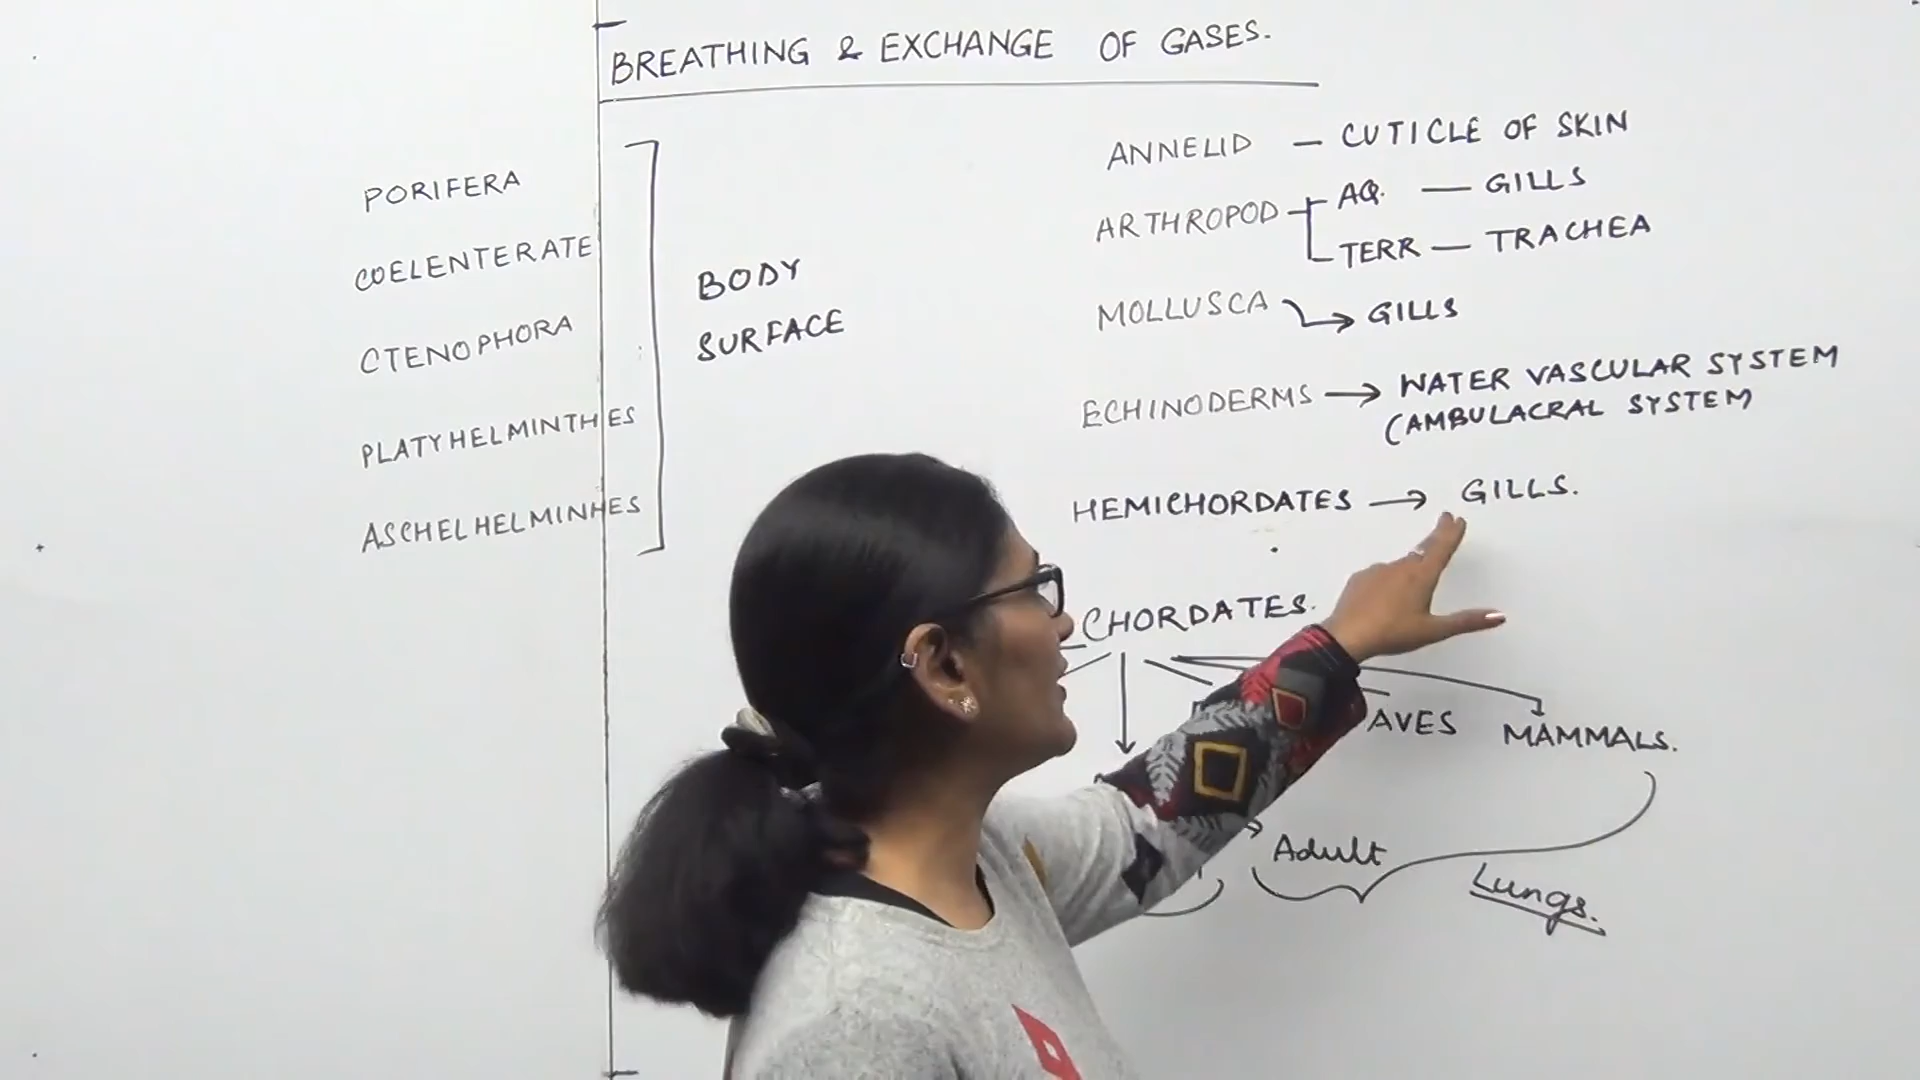 BREATHING & EXCHANGE OF GASES.
PORIFERA
COELENTERATE
CTENOPHORA
PLATYHELMINTHES
ASCHELHELMINHES
BODY
SURFACE
ANNELID — CUTICLE OF SKIN
ARTHROPOD AQ. — GILLS
TERR — TRACHEA
MOLLUSCA → GILLS
ECHINODERMS → WATER VASCULAR SYSTEM
(AMBULACRAL SYSTEM
HEMICHORDATES → GILLS.
CHORDATES.
AVES MAMMALS.
Adult
Lungs.